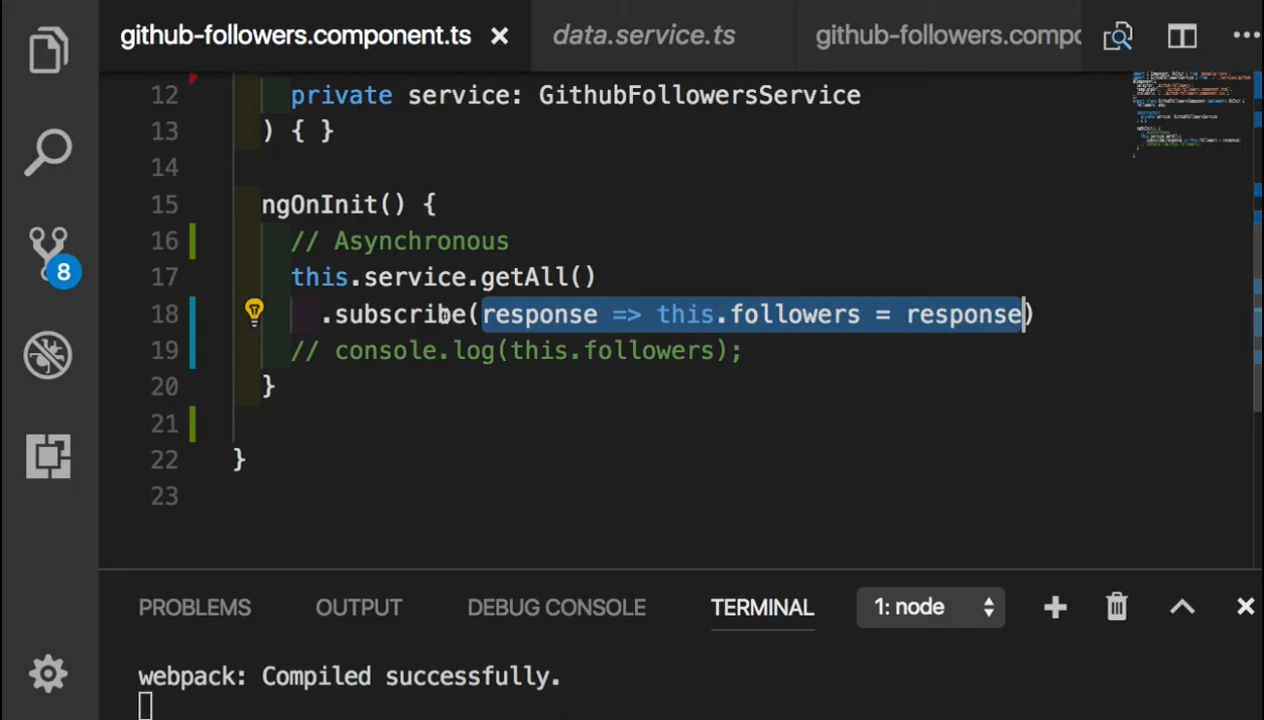 github-followers.component.ts
data.service.ts
github-followers.compo
12 private service: GithubFollowersService
13 ) { }
14
15 ngOnInit() {
16 // Asynchronous
17 this.service.getAll()
18 .subscribe(response => this.followers = response)
19 // console.log(this.followers);
20 }
21
22 }
23
8
PROBLEMS OUTPUT DEBUG CONSOLE TERMINAL 1: node
webpack: Compiled successfully.